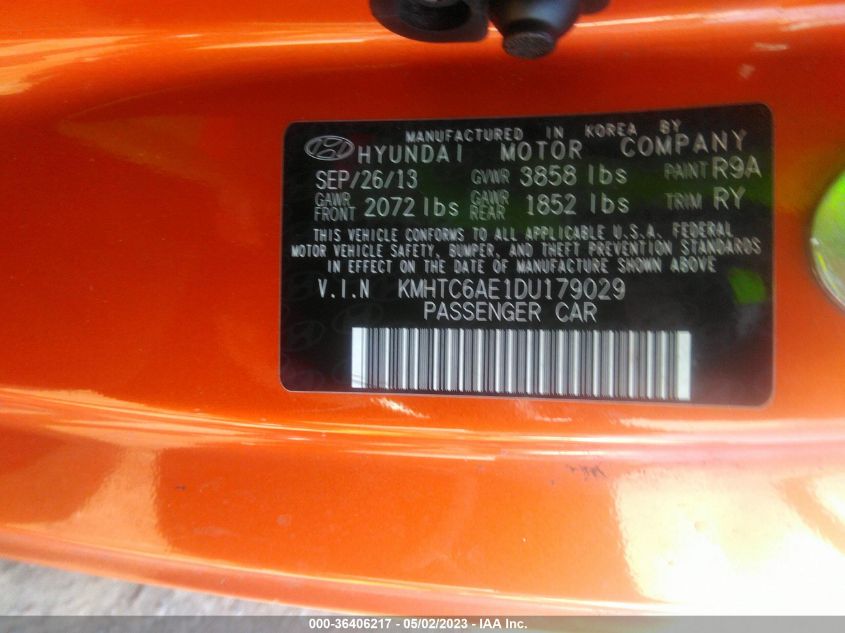 MANUFACTURED IN KOREA BY
HYUNDAI MOTOR COMPANY
SEP/26/13 GVWR 3858 lbs PAINT R9A
GAWR FRONT 2072 lbs GAWR REAR 1852 lbs TRIM RY
THIS VEHICLE CONFORMS TO ALL APPLICABLE U.S.A. FEDERAL
MOTOR VEHICLE SAFETY, BUMPER, AND THEFT PREVENTION STANDARDS
IN EFFECT ON THE DATE OF MANUFACTURE SHOWN ABOVE
V.I.N KMHTC6AE1DU179029
PASSENGER CAR
000-36406217 - 05/02/2023 - IAA Inc.